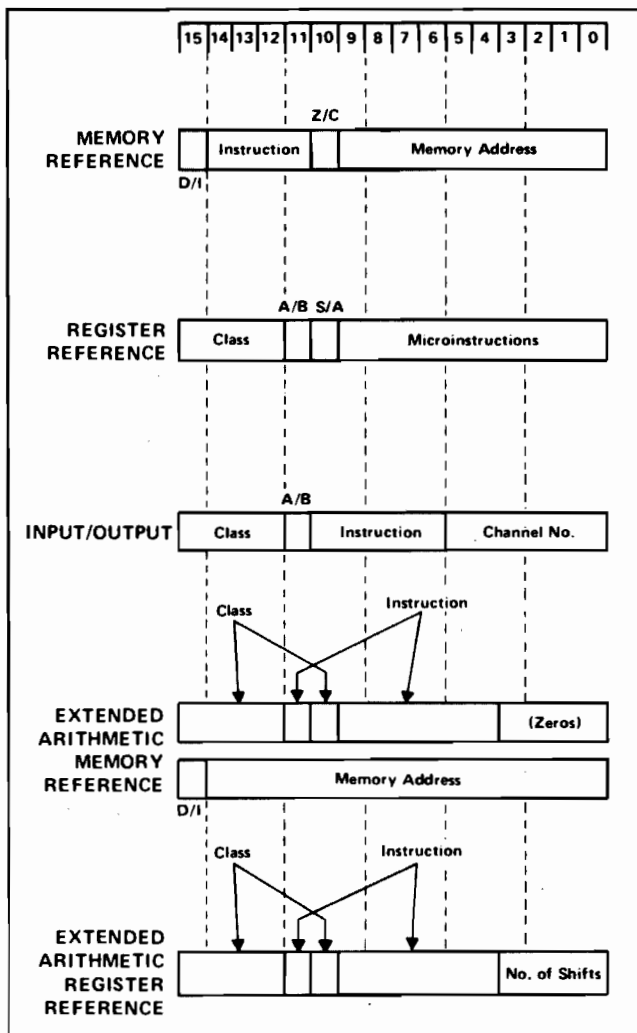 15 14 13 12 11 10 9 8 7 6 5 4 3 2 1 0
Z/C
MEMORY
REFERENCE
Instruction
Memory Address
D/I
A/B S/A
REGISTER
REFERENCE
Class
Microinstructions
A/B
INPUT/OUTPUT
Class
Instruction
Channel No.
Class
Instruction
EXTENDED
ARITHMETIC
MEMORY
REFERENCE
(Zeros)
Memory Address
D/I
Class
Instruction
EXTENDED
ARITHMETIC
REGISTER
REFERENCE
No. of Shifts